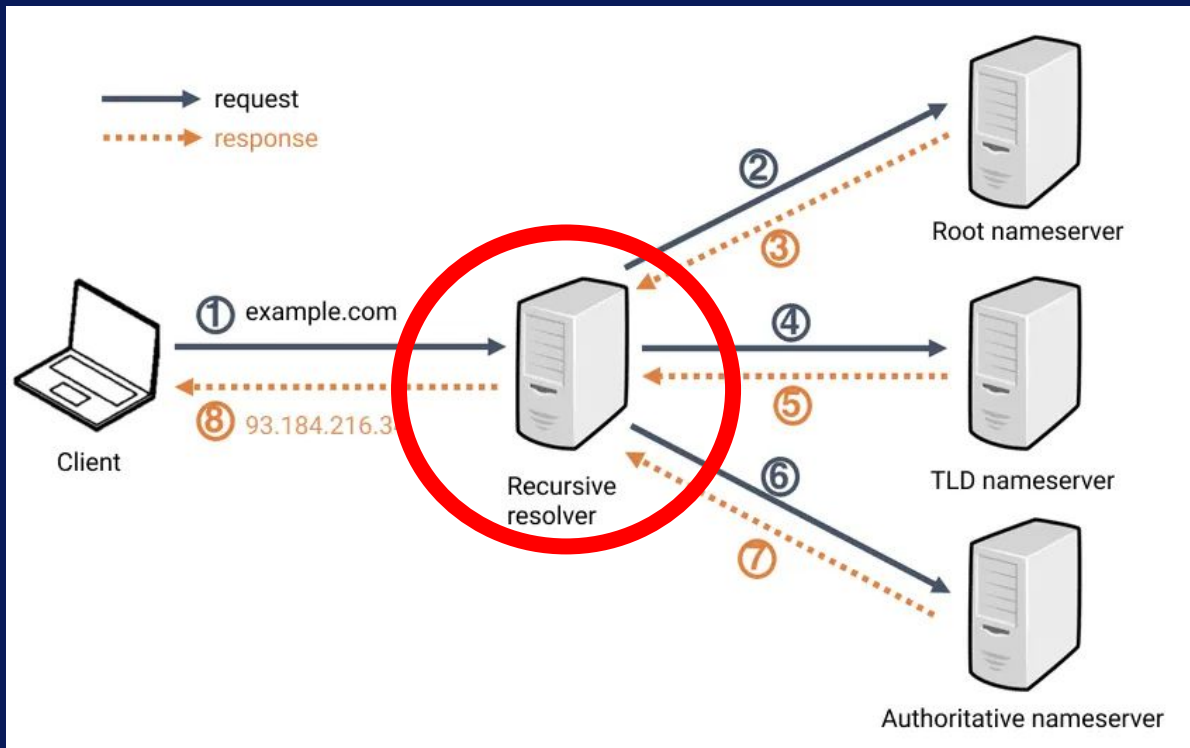 request
response
② 
Root nameserver
③
① example.com
④
⑤
⑧ 93.184.216.3
Client
Recursive
resolver
⑥
TLD nameserver
⑦
Authoritative nameserver